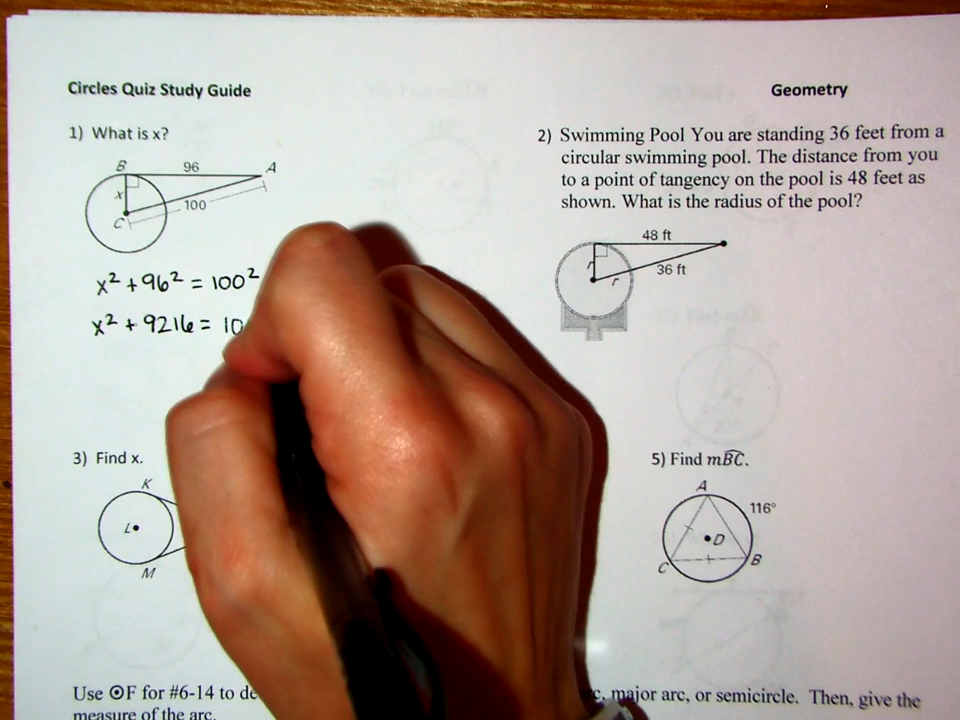 Circles Quiz Study Guide
Geometry
1) What is x?
B 96 A
x
100
C
x² + 96² = 100²
x² + 9216 = 10
2) Swimming Pool You are standing 36 feet from a
circular swimming pool. The distance from you
to a point of tangency on the pool is 48 feet as
shown. What is the radius of the pool?
48 ft
r
r
36 ft
3) Find x.
K
L
M
5) Find mBC.
A
116°
D
C
B
Use ⊙F for #6-14 to de
c, major arc, or semicircle. Then, give the
measure of the arc.